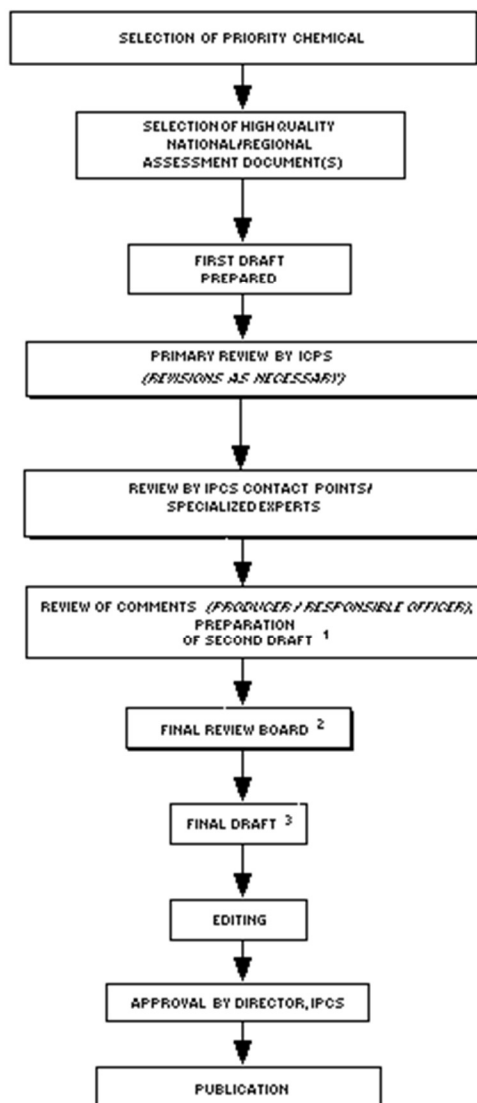 SELECTION OF PRIORITY CHEMICAL
SELECTION OF HIGH QUALITY
NATIONAL/REGIONAL
ASSESSMENT DOCUMENT(S)
FIRST DRAFT
PREPARED
PRIMARY REVIEW BY ICPS
(REVISIONS AS NECESSARY)
REVIEW BY IPCS CONTACT POINTS/
SPECIALIZED EXPERTS
REVIEW OF COMMENTS (PRODUCER / RESPONSIBLE OFFICER),
PREPARATION
OF SECOND DRAFT 1
FINAL REVIEW BOARD 2
FINAL DRAFT 3
EDITING
APPROVAL BY DIRECTOR, IPCS
PUBLICATION